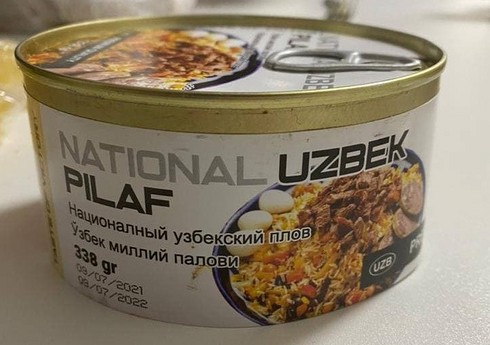 NATIONAL UZBEK
PILAF
Националный узбекский плов
Ўзбек миллий палови
338 gr
09/07/2021
09/07/2022
UZB